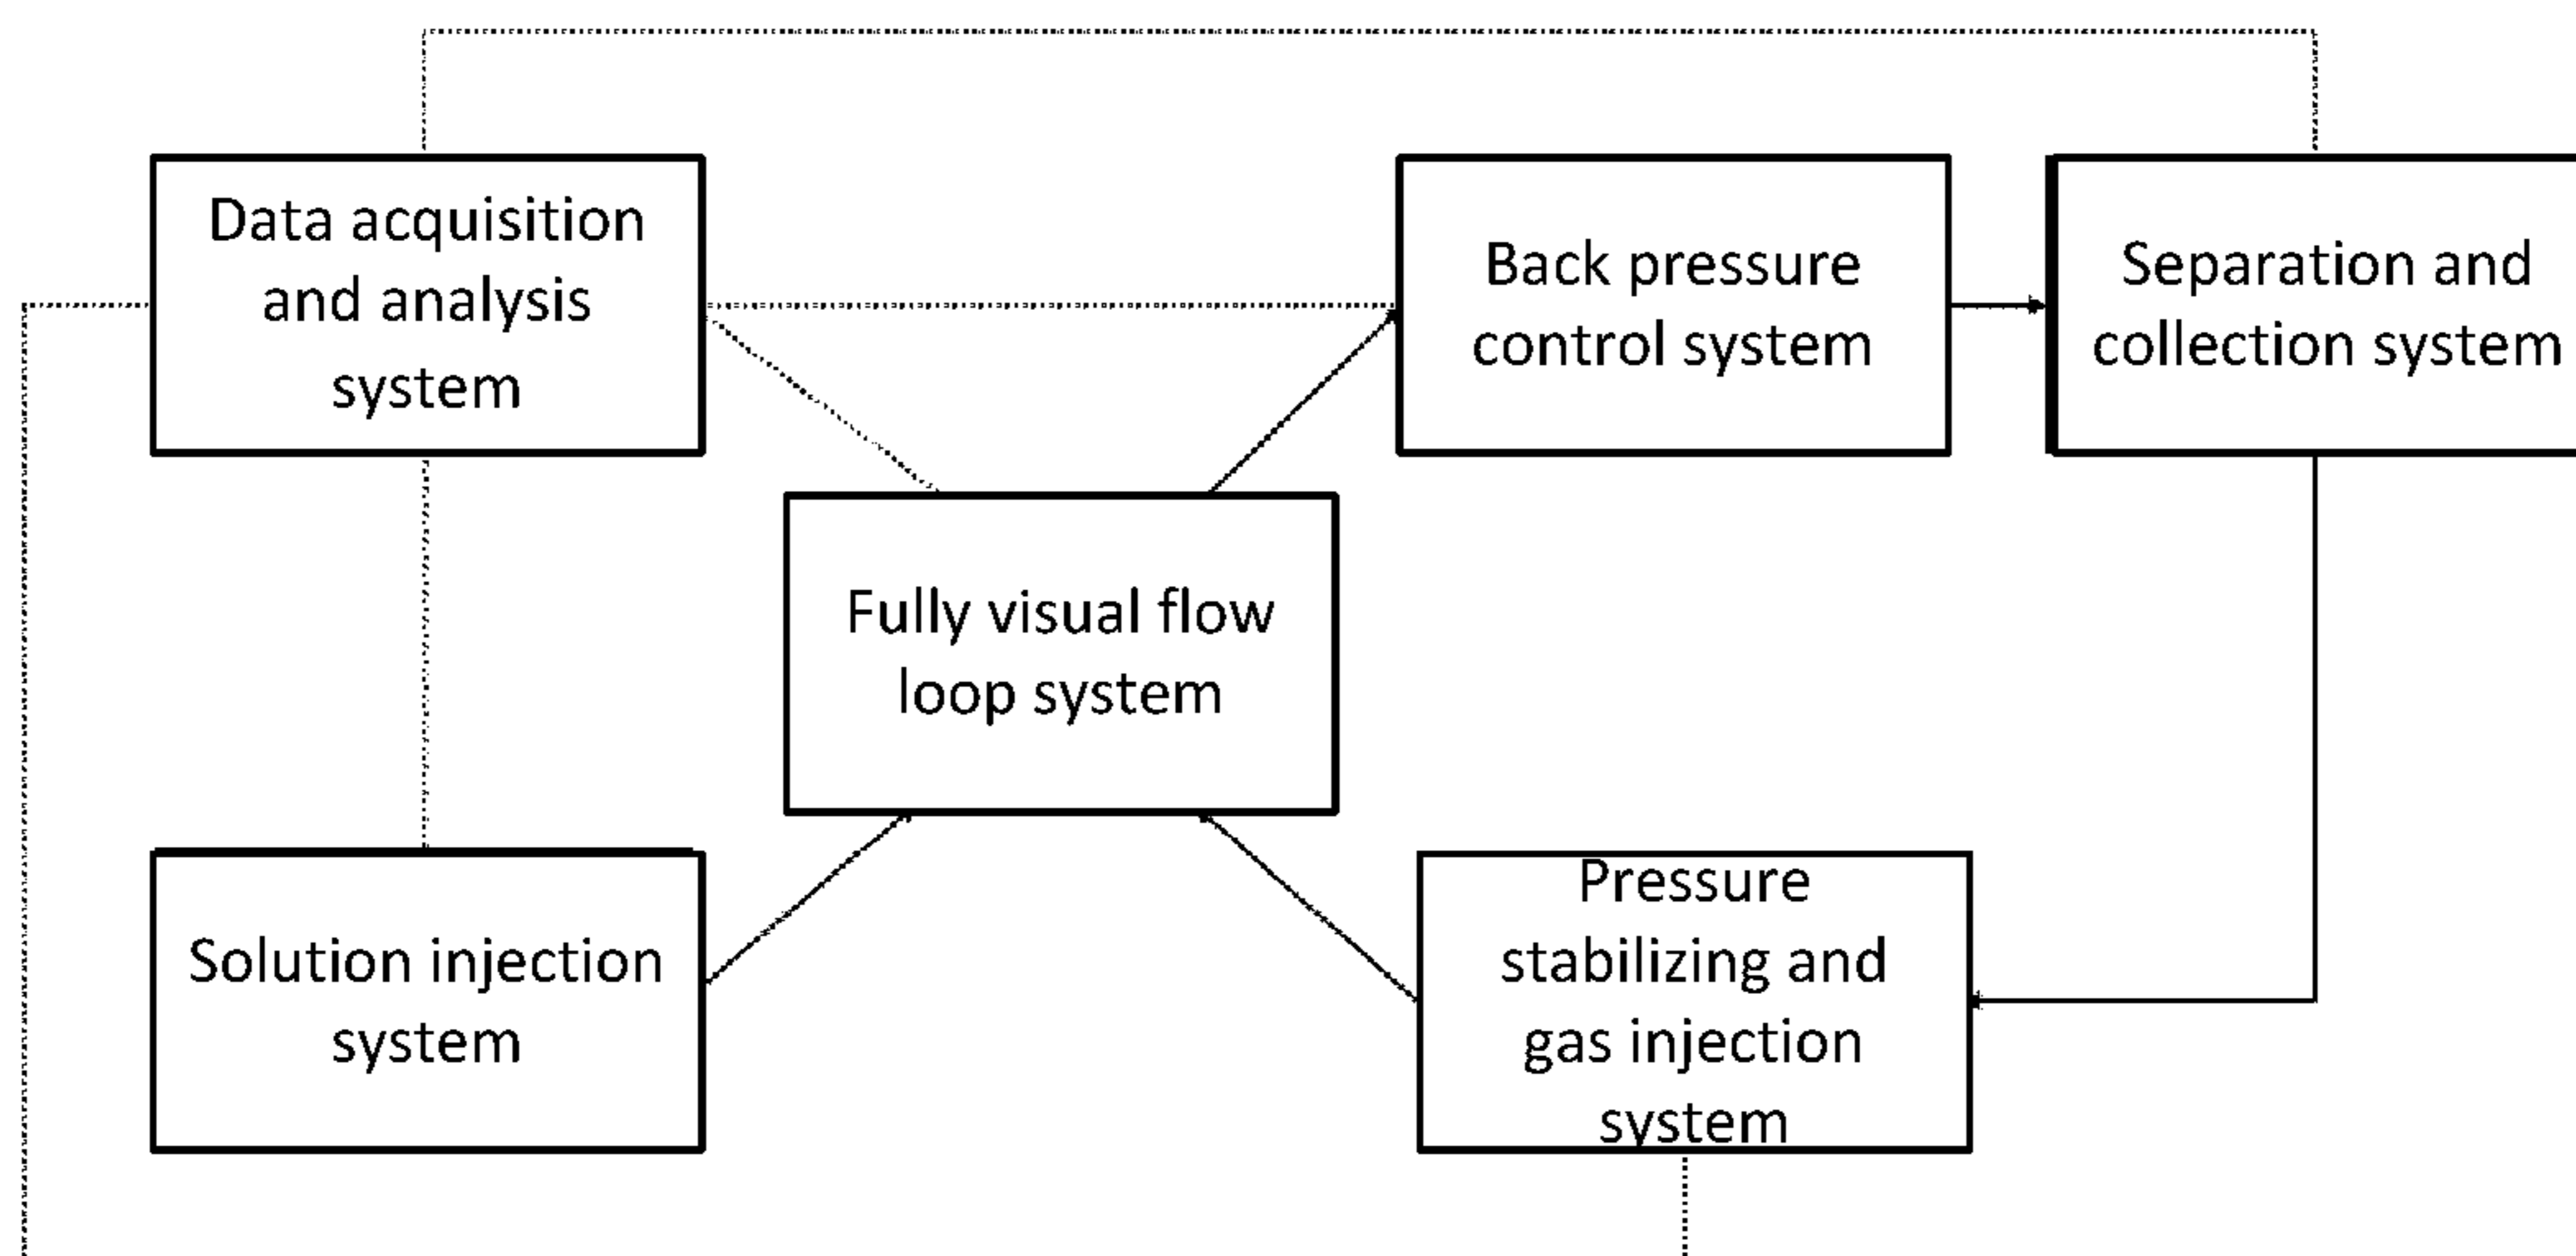 Data acquisition
and analysis
system
Back pressure
control system
Separation and
collection system
Fully visual flow
loop system
Solution injection
system
Pressure
stabilizing and
gas injection
system